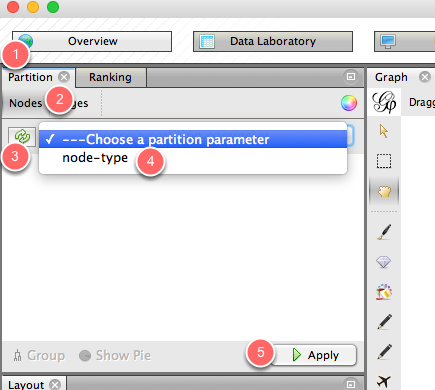 1
Overview
Data Laboratory
Partition
Ranking
Graph
Nodes
2
ges
Dragg
3
✓ ---Choose a partition parameter
node-type
4
5
Group
Show Pie
Apply
Layout